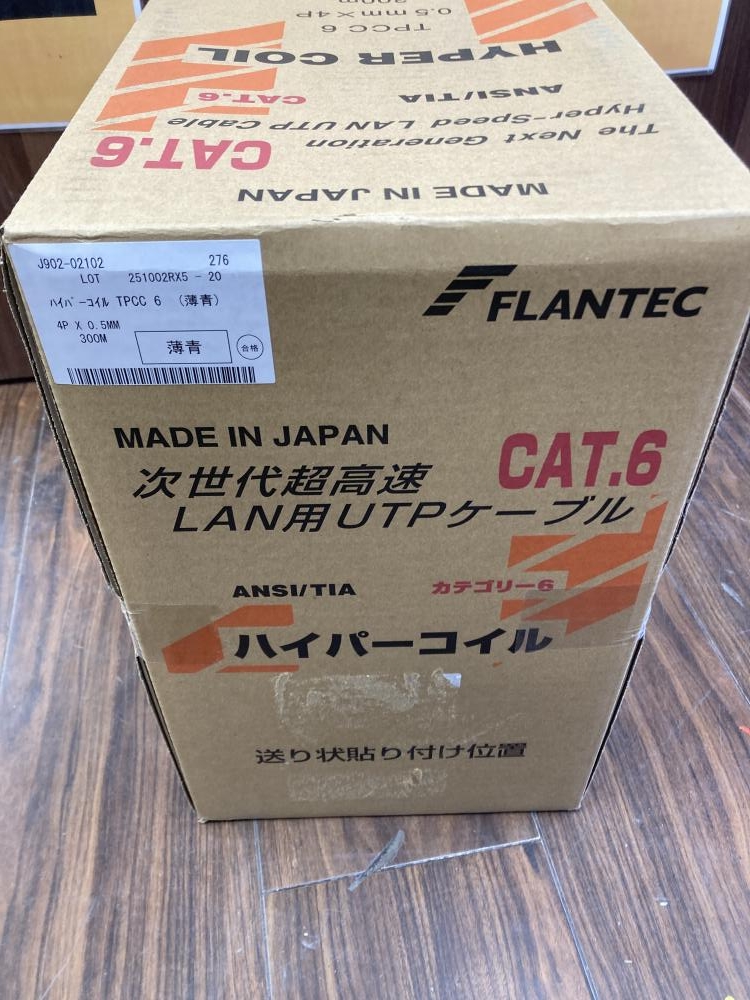 300m
0.5 mm×4P
TPCC 6
HYPER COIL
ANSI/TIA
CAT.6
Hyper-Speed LAN UTP Cable
The Next Generation
CAT.6
MADE IN JAPAN
J902-02102 276
LOT 251002RX5 - 20
ﾊｲﾊﾟｰｺｲﾙ TPCC 6 (薄青)
4P X 0.5MM
300M
薄青
合格
FLANTEC
MADE IN JAPAN
CAT.6
次世代超高速
LAN用UTPケーブル
ANSI/TIA カテゴリー6
ハイパーコイル
送り状貼り付け位置